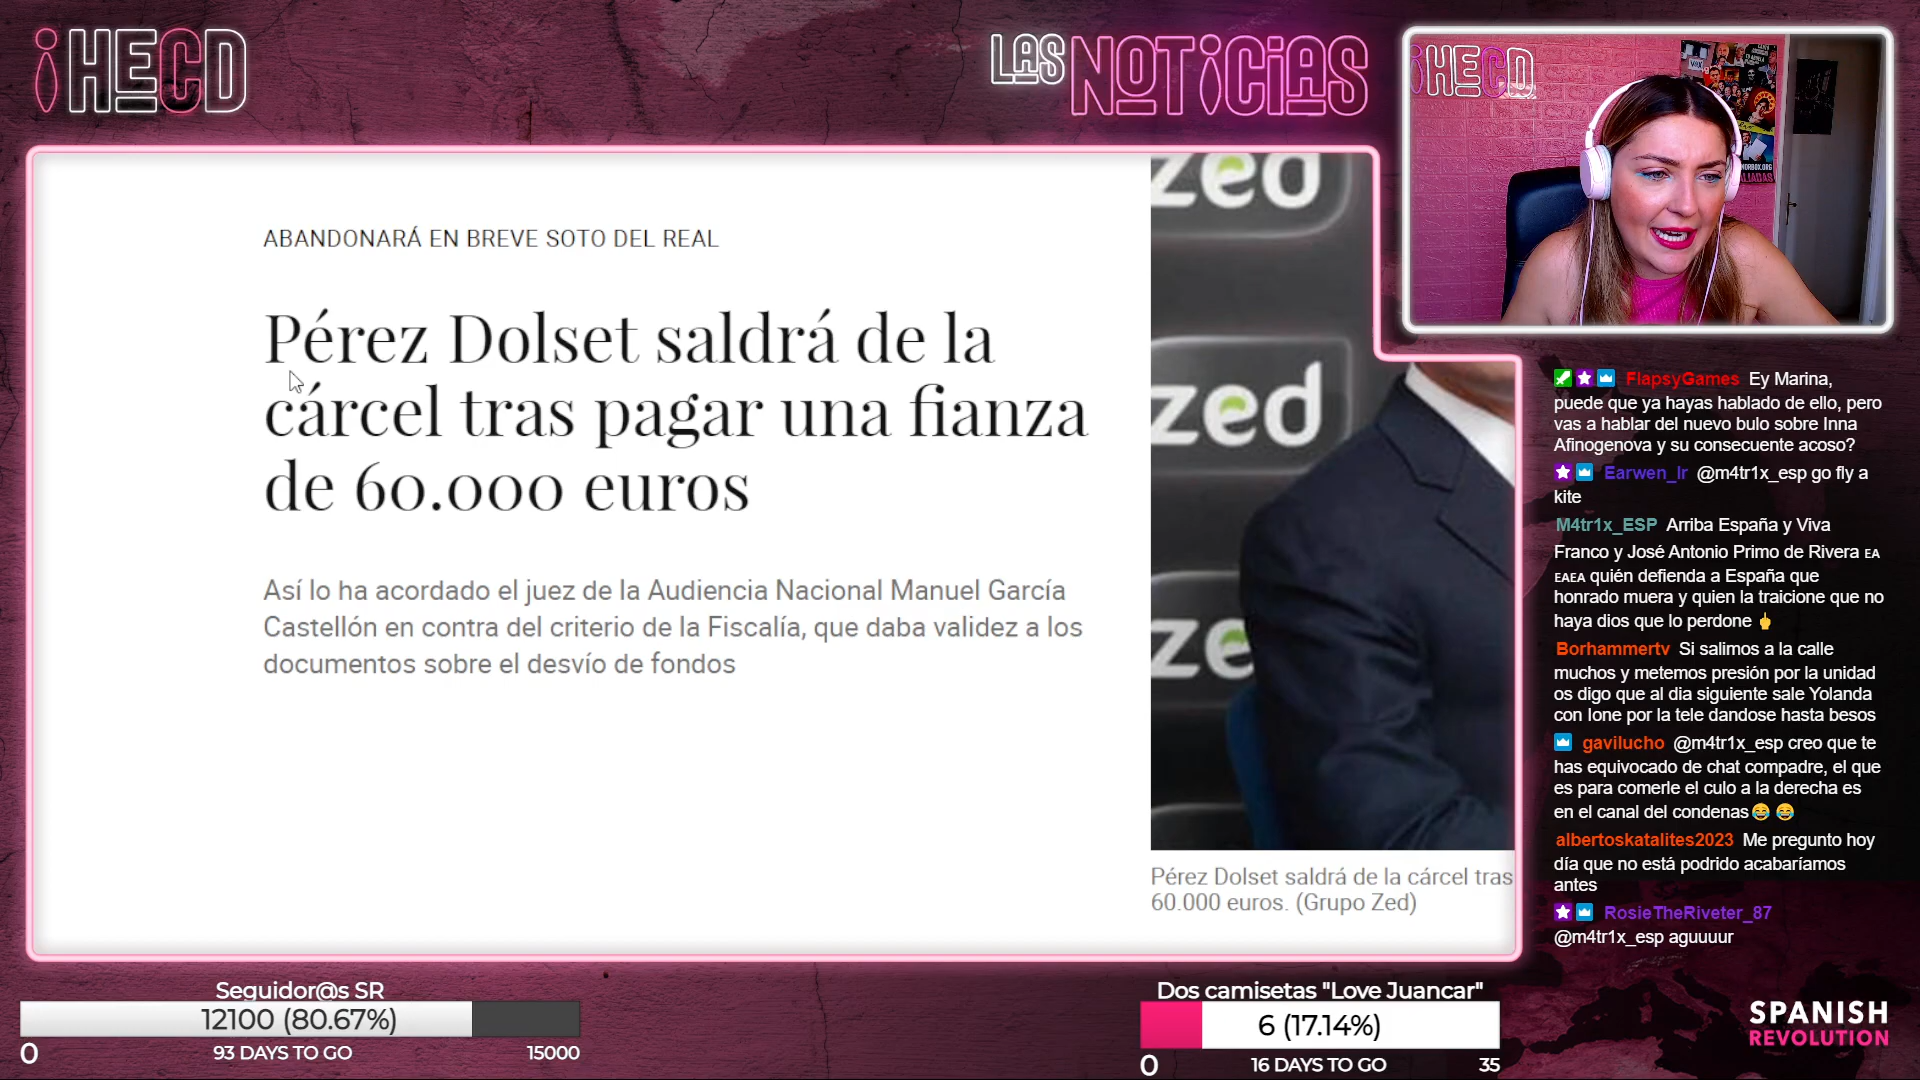 ¡HECD
LAS NOTICIAS
¡HECD
ABANDONARÁ EN BREVE SOTO DEL REAL
Pérez Dolset saldrá de la
cárcel tras pagar una fianza
de 60.000 euros
Así lo ha acordado el juez de la Audiencia Nacional Manuel García
Castellón en contra del criterio de la Fiscalía, que daba validez a los
documentos sobre el desvío de fondos
zed
zed
ze
Pérez Dolset saldrá de la cárcel tras
60.000 euros. (Grupo Zed)
FlapsyGames Ey Marina,
puede que ya hayas hablado de ello, pero
vas a hablar del nuevo bulo sobre Inna
Afinogenova y su consecuente acoso?
Earwen_Ir @m4tr1x_esp go fly a
kite
M4tr1x_ESP Arriba España y Viva
Franco y José Antonio Primo de Rivera EA
EAEA quién defienda a España que
honrado muera y quien la traicione que no
haya dios que lo perdone 🖕
Borhammertv Si salimos a la calle
muchos y metemos presión por la unidad
os digo que al dia siguiente sale Yolanda
con Ione por la tele dandose hasta besos
gavilucho @m4tr1x_esp creo que te
has equivocado de chat compadre, el que
es para comerle el culo a la derecha es
en el canal del condenas😂 😂
albertoskatalites2023 Me pregunto hoy
día que no está podrido acabaríamos
antes
RosieTheRiveter_87
@m4tr1x_esp aguuuur
Seguidor@s SR
12100 (80.67%)
0 93 DAYS TO GO 15000
Dos camisetas "Love Juancar"
6 (17.14%)
0 16 DAYS TO GO 35
SPANISH
REVOLUTION